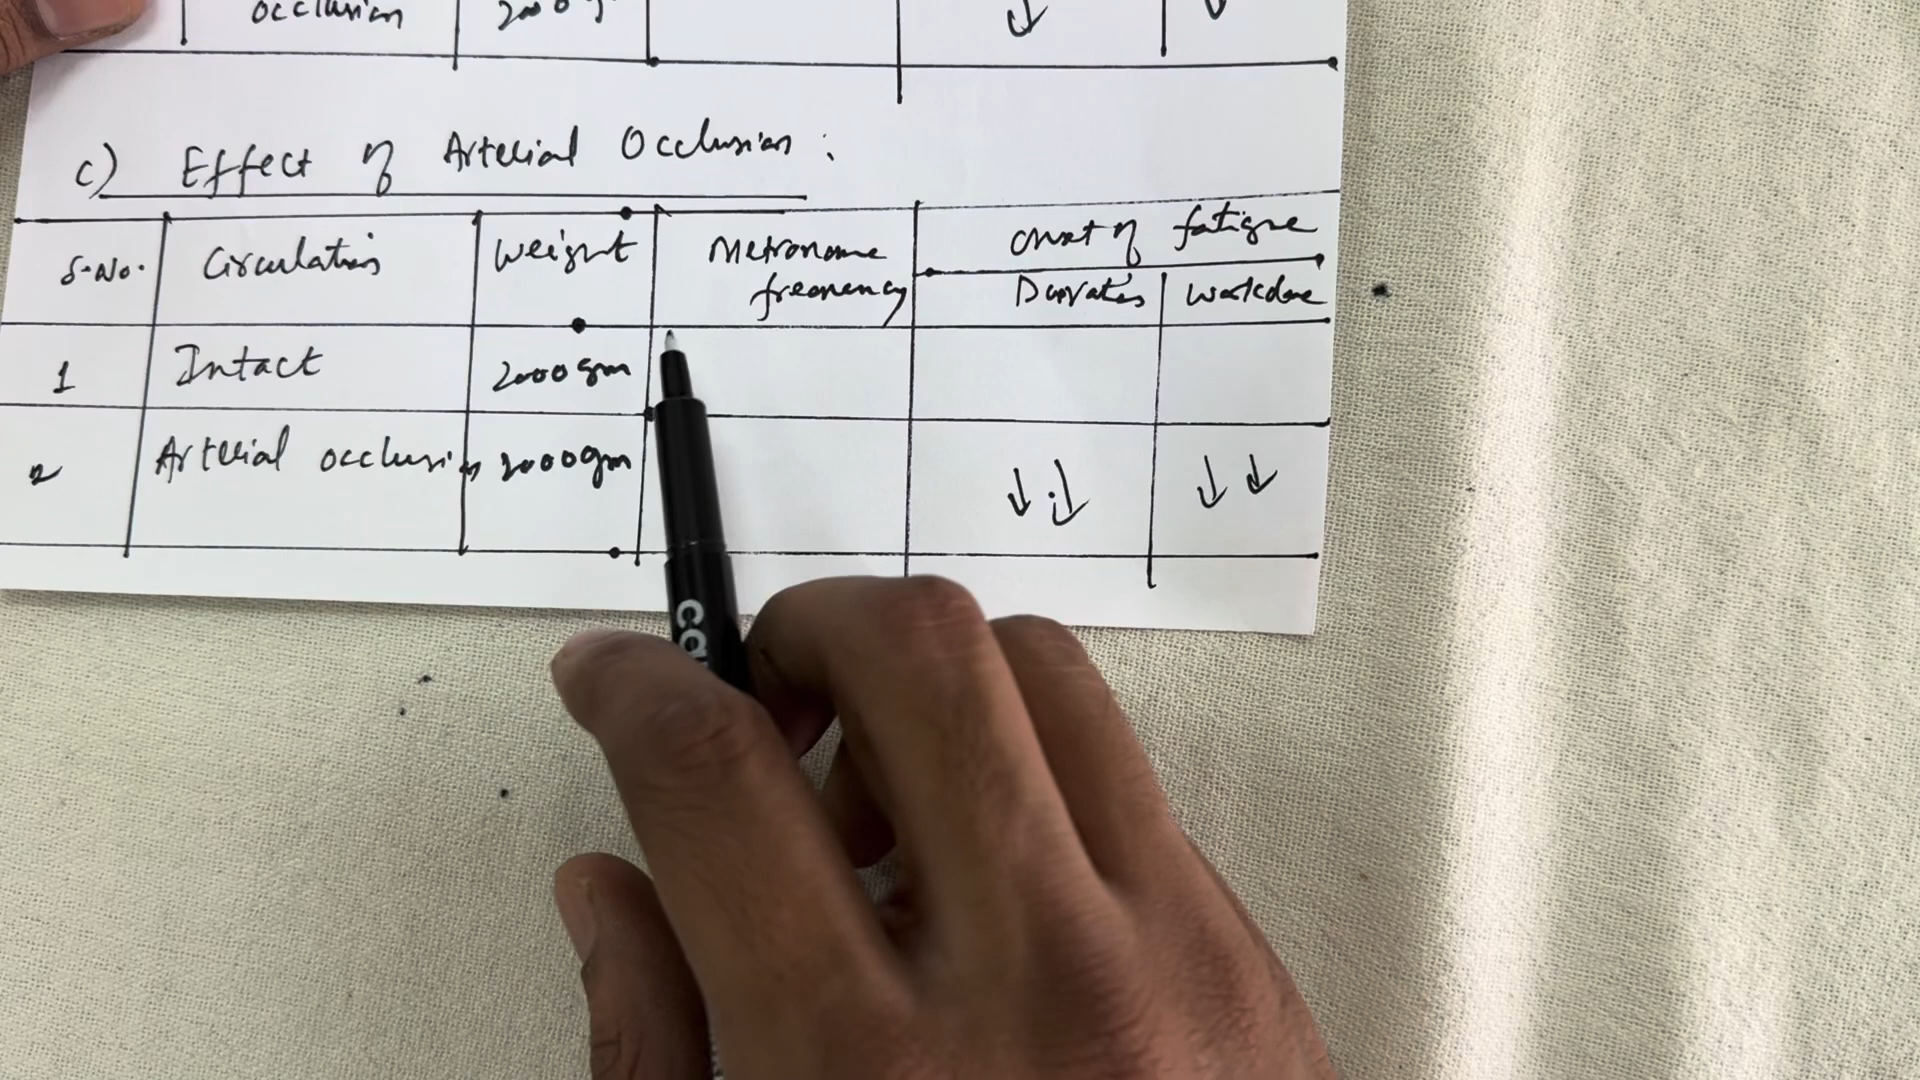 occlusion 2000g ↓ ↓
c) Effect of Arterial Occlusion :
S.No. Circulation Weight Metronome frequency Onset of fatigue
Duration Workdone
1 Intact 2000gm
2 Arterial occlusion 2000gm ↓↓ ↓↓